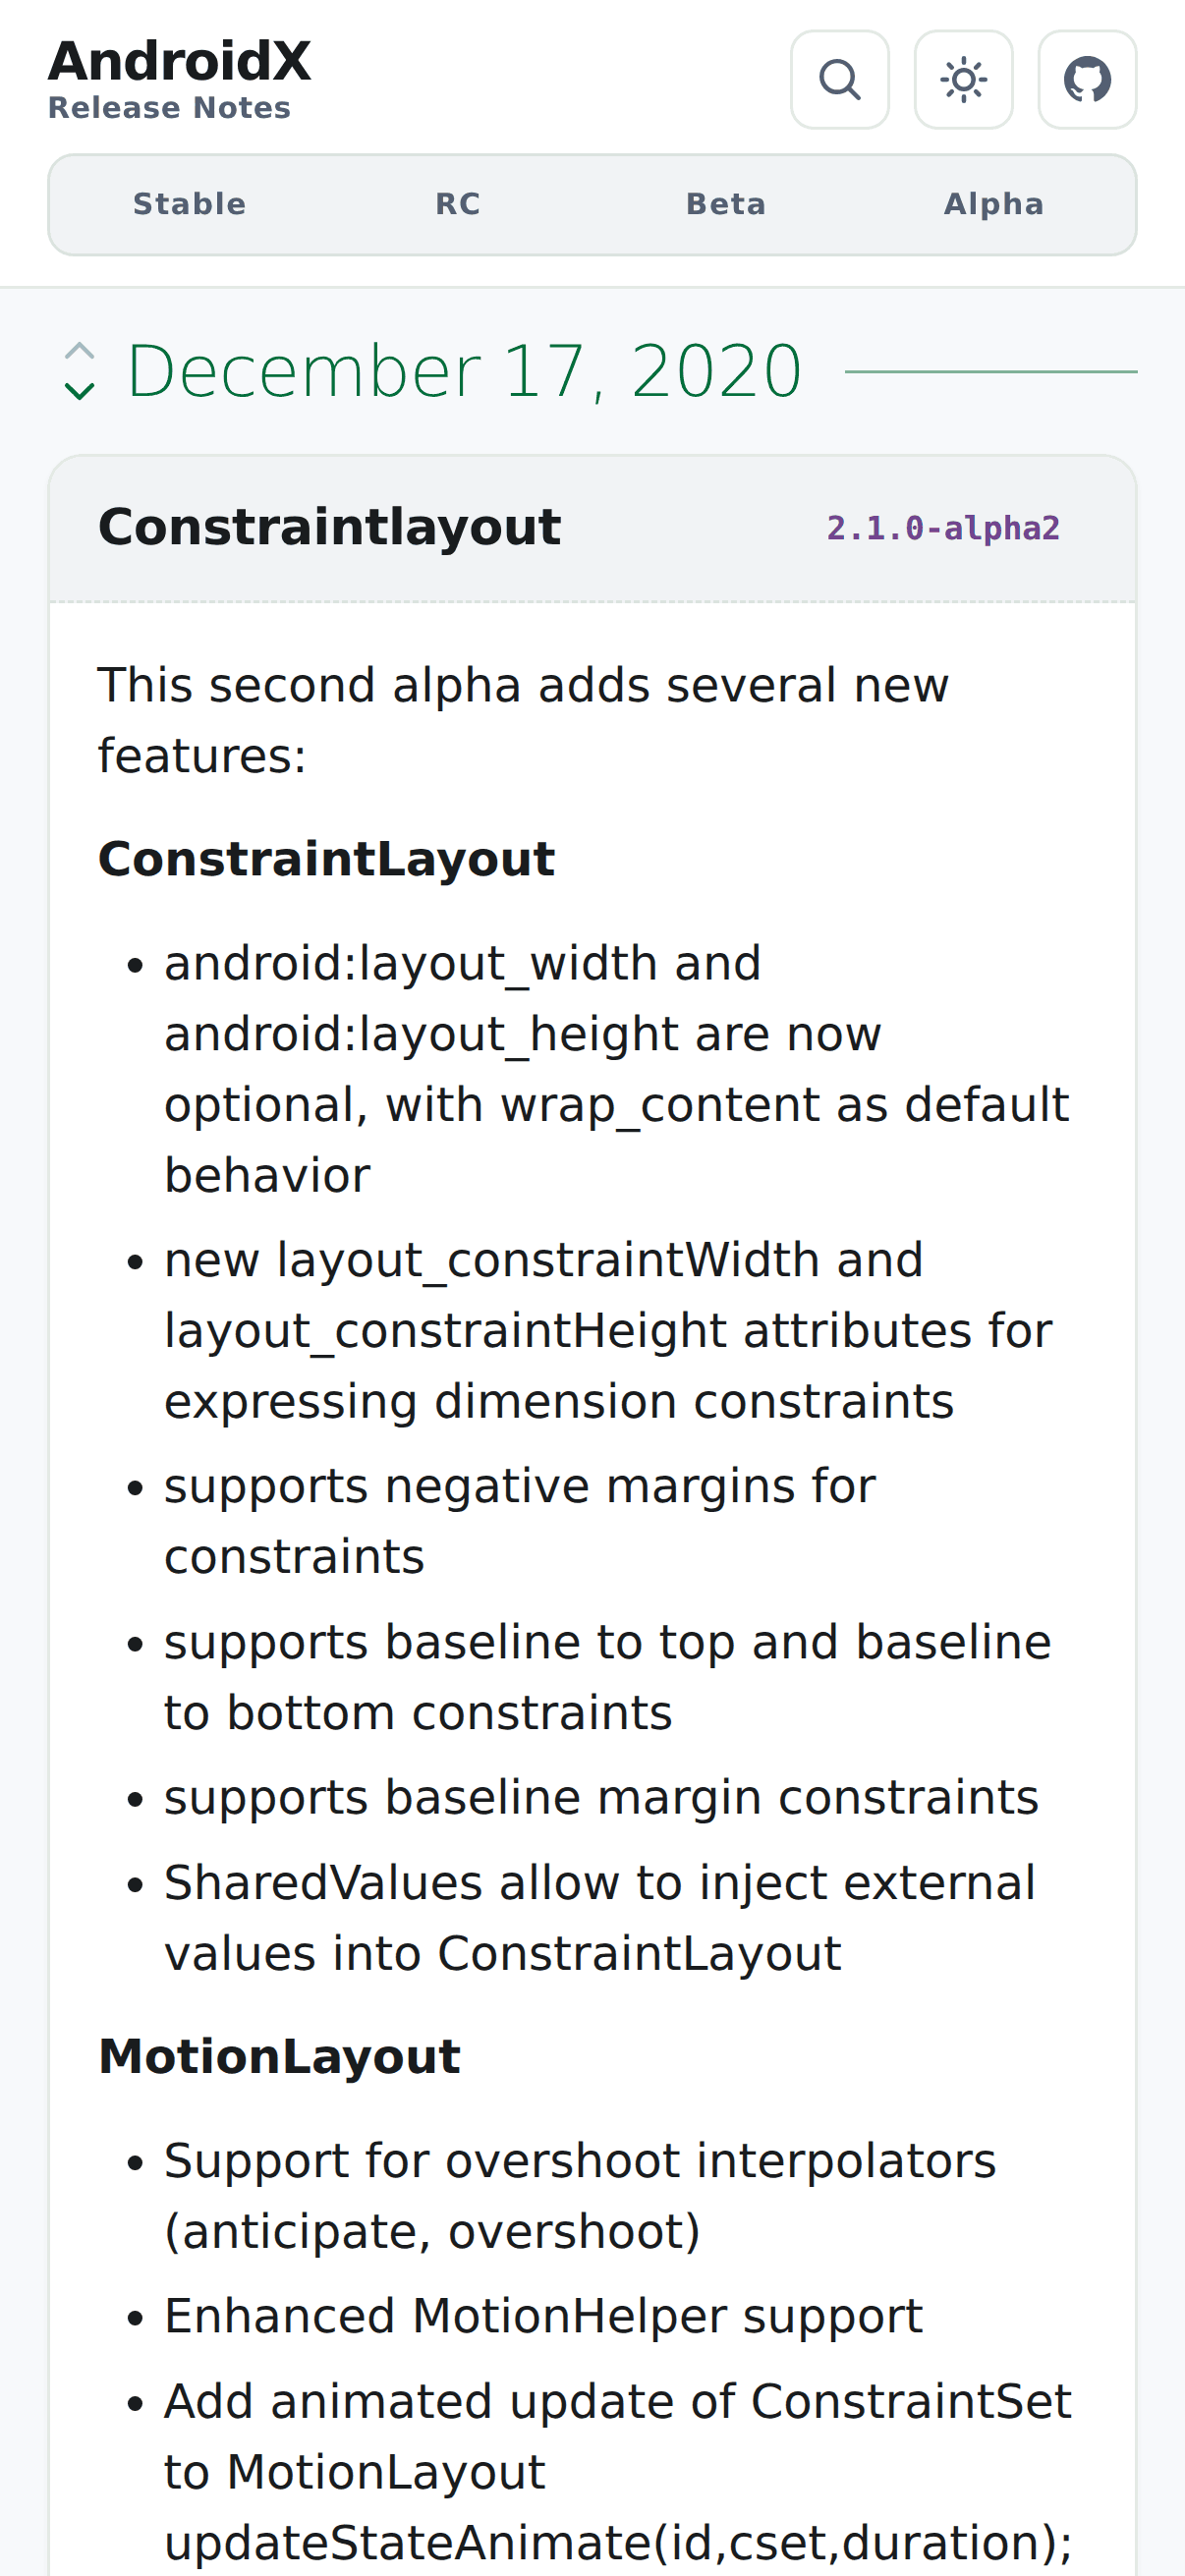 AndroidX
Release Notes
Stable RC Beta Alpha
December 17, 2020
Constraintlayout 2.1.0-alpha2
This second alpha adds several new
features:
ConstraintLayout
• android:layout_width and
android:layout_height are now
optional, with wrap_content as default
behavior
• new layout_constraintWidth and
layout_constraintHeight attributes for
expressing dimension constraints
• supports negative margins for
constraints
• supports baseline to top and baseline
to bottom constraints
• supports baseline margin constraints
• SharedValues allow to inject external
values into ConstraintLayout
MotionLayout
• Support for overshoot interpolators
(anticipate, overshoot)
• Enhanced MotionHelper support
• Add animated update of ConstraintSet
to MotionLayout
updateStateAnimate(id,cset,duration);